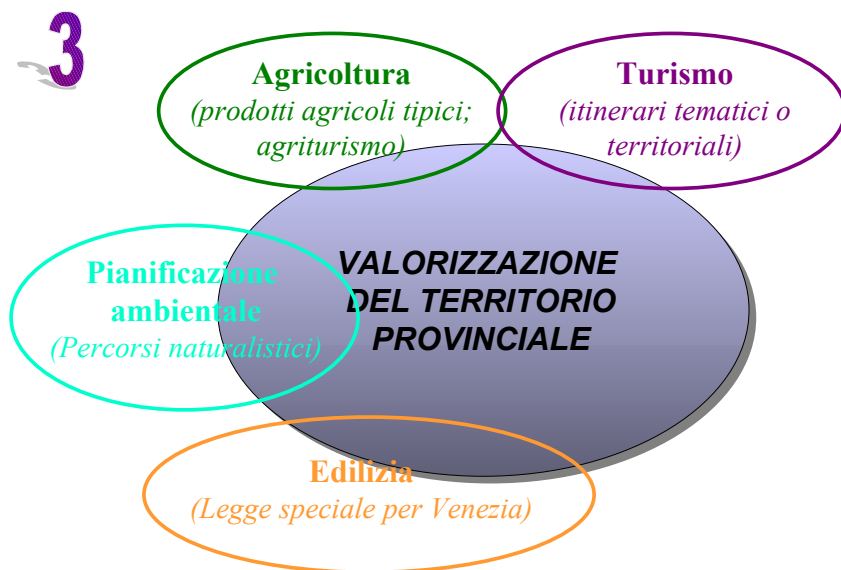 3
Agricoltura
(prodotti agricoli tipici;
agriturismo)
Turismo
(itinerari tematici o
territoriali)
Pianificazione
ambientale
(Percorsi naturalistici)
VALORIZZAZIONE
DEL TERRITORIO
PROVINCIALE
Edilizia
(Legge speciale per Venezia)